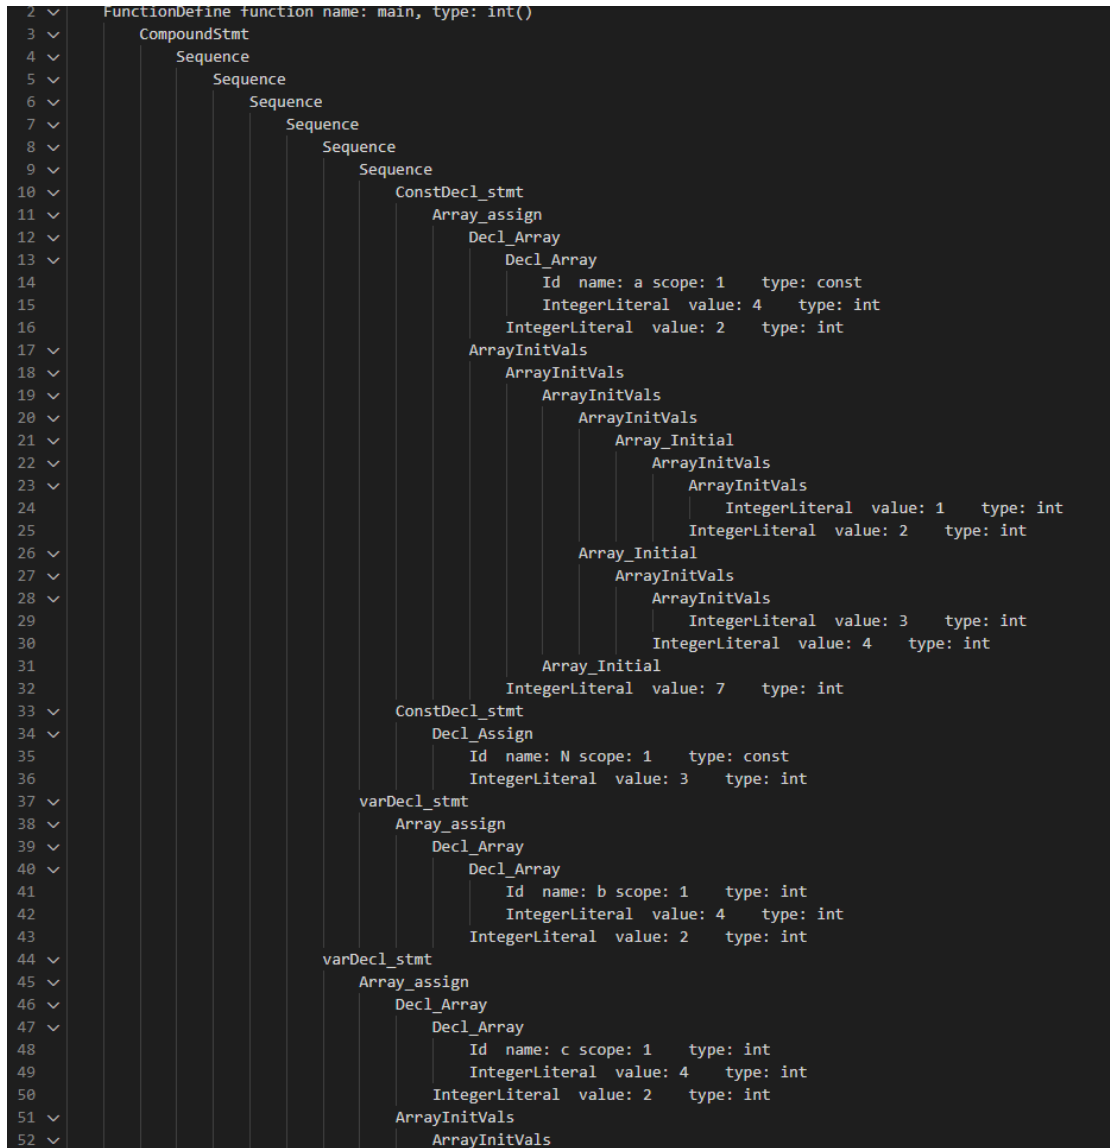 2 FunctionDefine function name: main, type: int()
3 CompoundStmt
4 Sequence
5 Sequence
6 Sequence
7 Sequence
8 Sequence
9 Sequence
10 ConstDecl_stmt
11 Array_assign
12 Decl_Array
13 Decl_Array
14 Id name: a scope: 1 type: const
15 IntegerLiteral value: 4 type: int
16 IntegerLiteral value: 2 type: int
17 ArrayInitVals
18 ArrayInitVals
19 ArrayInitVals
20 ArrayInitVals
21 Array_Initial
22 ArrayInitVals
23 ArrayInitVals
24 IntegerLiteral value: 1 type: int
25 IntegerLiteral value: 2 type: int
26 Array_Initial
27 ArrayInitVals
28 ArrayInitVals
29 IntegerLiteral value: 3 type: int
30 IntegerLiteral value: 4 type: int
31 Array_Initial
32 IntegerLiteral value: 7 type: int
33 ConstDecl_stmt
34 Decl_Assign
35 Id name: N scope: 1 type: const
36 IntegerLiteral value: 3 type: int
37 varDecl_stmt
38 Array_assign
39 Decl_Array
40 Decl_Array
41 Id name: b scope: 1 type: int
42 IntegerLiteral value: 4 type: int
43 IntegerLiteral value: 2 type: int
44 varDecl_stmt
45 Array_assign
46 Decl_Array
47 Decl_Array
48 Id name: c scope: 1 type: int
49 IntegerLiteral value: 4 type: int
50 IntegerLiteral value: 2 type: int
51 ArrayInitVals
52 ArrayInitVals